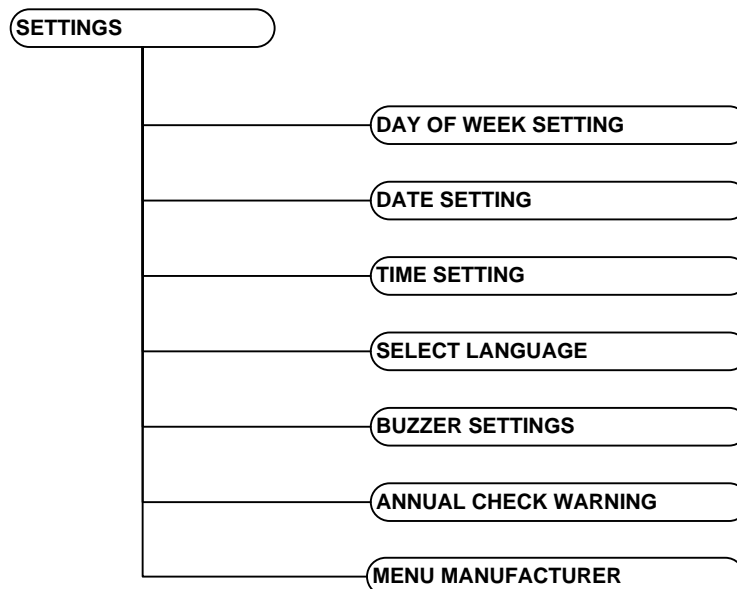 SETTINGS
DAY OF WEEK SETTING
DATE SETTING
TIME SETTING
SELECT LANGUAGE
BUZZER SETTINGS
ANNUAL CHECK WARNING
MENU MANUFACTURER